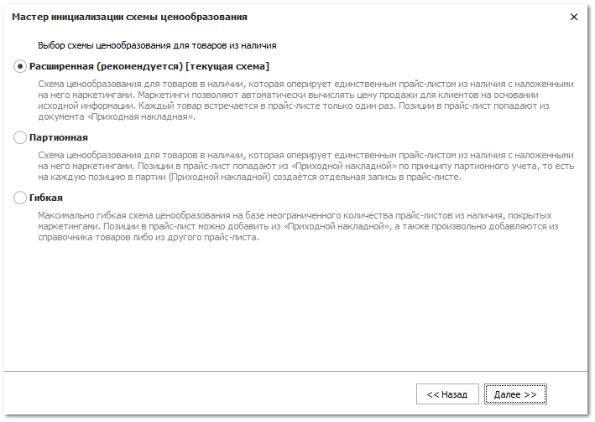 Мастер инициализации схемы ценообразования
Выбор схемы ценообразования для товаров из наличия
Расширенная (рекомендуется) [текущая схема]
Схема ценообразования для товаров в наличии, которая оперирует единственным прайс-листом из наличия с наложенными
на него маркетингами. Маркетинги позволяют автоматически вычислять цену продажи для клиентов на основании
исходной информации. Каждый товар встречается в прайс-листе только один раз. Позиции в прайс-лист попадают из
документа «Приходная накладная».
Партионная
Схема ценообразования для товаров в наличии, которая оперирует единственным прайс-листом из наличия с наложенными
на него маркетингами. Позиции в прайс-лист попадают из «Приходной накладной» по принципу партионного учета, то есть
на каждую позицию в партии (Приходной накладной) создаётся отдельная запись в прайс-листе.
Гибкая
Максимально гибкая схема ценообразования на базе неограниченного количества прайс-листов из наличия, покрытых
маркетингами. Позиции в прайс-лист можно добавить из «Приходной накладной», а также произвольно добавляются из
справочника товаров либо из другого прайс-листа.
<< Назад
Далее >>